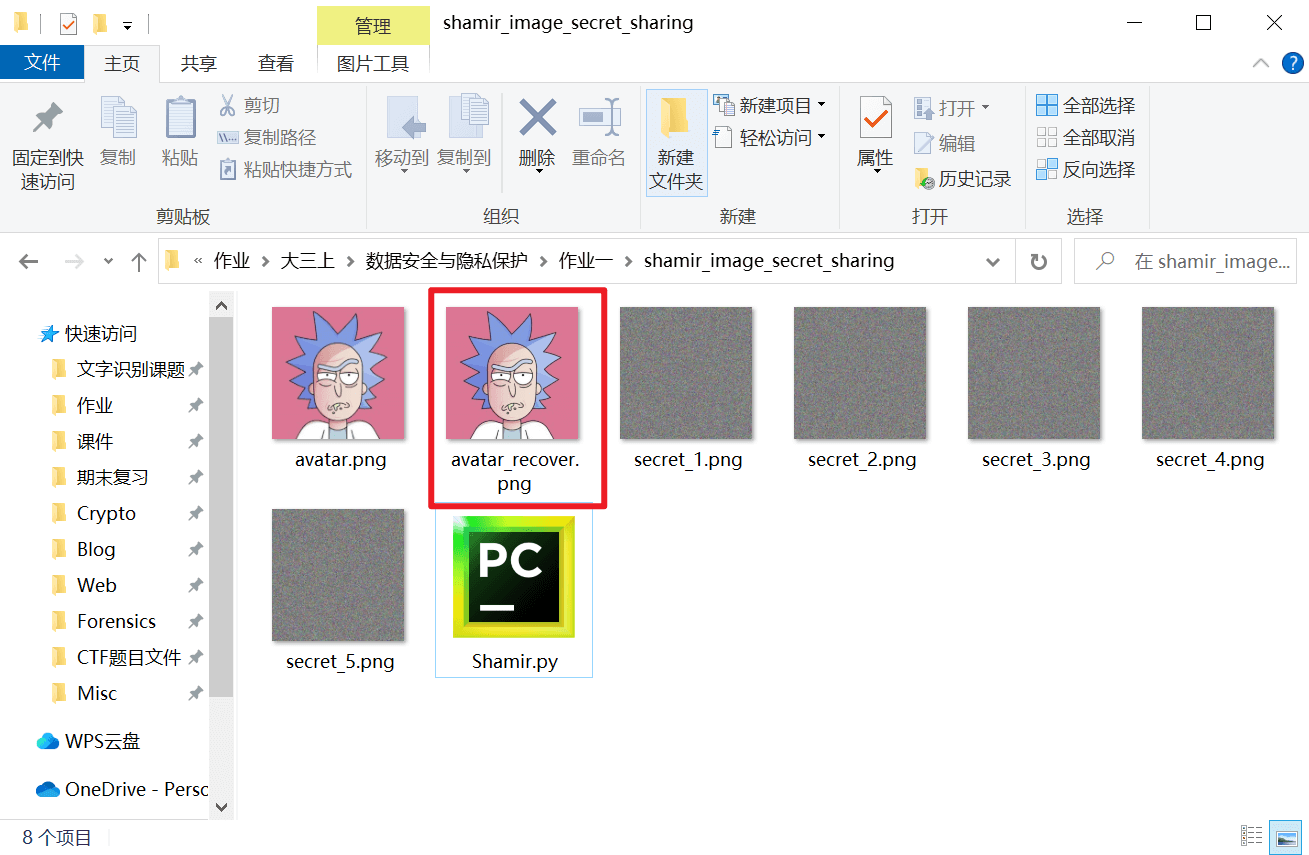 管理
shamir_image_secret_sharing
文件
主页
共享
查看
图片工具
?
固定到快
速访问
复制
粘贴
剪切
复制路径
粘贴快捷方式
剪贴板
移动到
复制到
删除
重命名
组织
新建
文件夹
新建项目
轻松访问
新建
属性
打开
编辑
历史记录
打开
全部选择
全部取消
反向选择
选择
« 作业 > 大三上 > 数据安全与隐私保护 > 作业一 > shamir_image_secret_sharing
在 shamir_image...
快速访问
文字识别课题
作业
课件
期末复习
Crypto
Blog
Web
Forensics
CTF题目文件
Misc
WPS云盘
OneDrive - Perso
avatar.png
avatar_recover.
png
secret_1.png
secret_2.png
secret_3.png
secret_4.png
secret_5.png
PC
Shamir.py
8 个项目